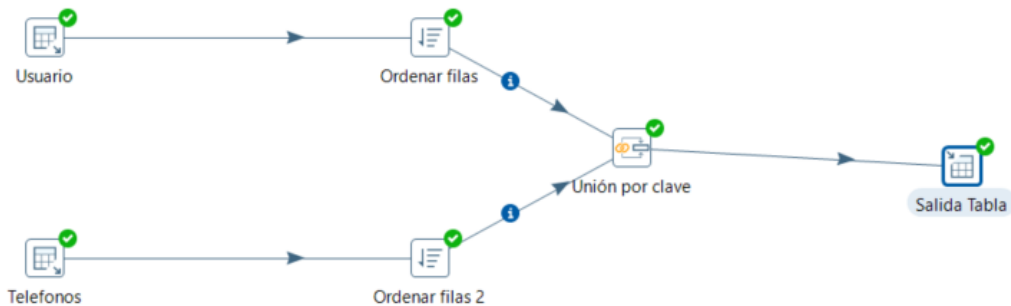 Usuario
Ordenar filas
Unión por clave
Salida Tabla
Telefonos
Ordenar filas 2